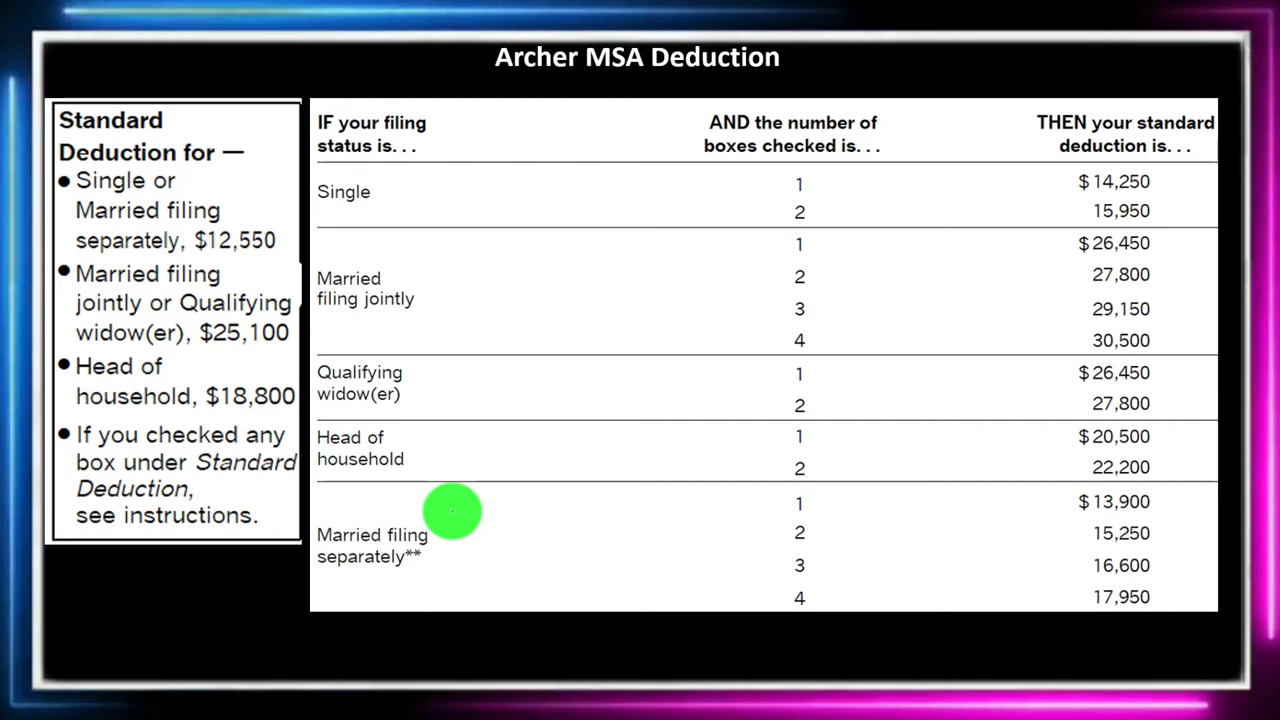 Archer MSA Deduction
Standard
Deduction for —
● Single or
Married filing
separately, $12,550
● Married filing
jointly or Qualifying
widow(er), $25,100
● Head of
household, $18,800
● If you checked any
box under Standard
Deduction,
see instructions.
IF your filing
status is. . .
AND the number of
boxes checked is. . .
THEN your standard
deduction is. . .
Single
1 $14,250
2 15,950
Married
filing jointly
1 $26,450
2 27,800
3 29,150
4 30,500
Qualifying
widow(er)
1 $26,450
2 27,800
Head of
household
1 $20,500
2 22,200
Married filing
separately**
1 $13,900
2 15,250
3 16,600
4 17,950